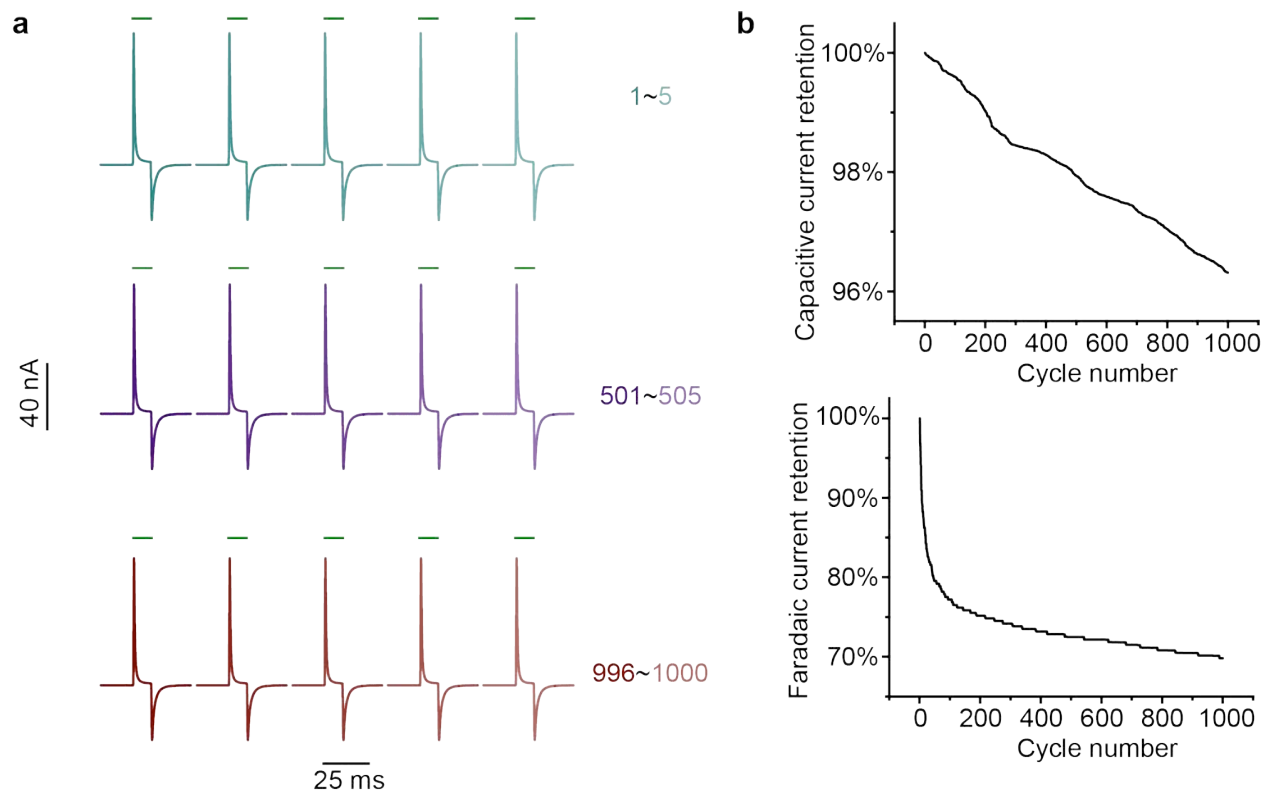 a
1~5
501~505
40 nA
996~1000
25 ms
b
Capacitive current retention
100%
98%
96%
0 200 400 600 800 1000
Cycle number
Faradaic current retention
100%
90%
80%
70%
0 200 400 600 800 1000
Cycle number